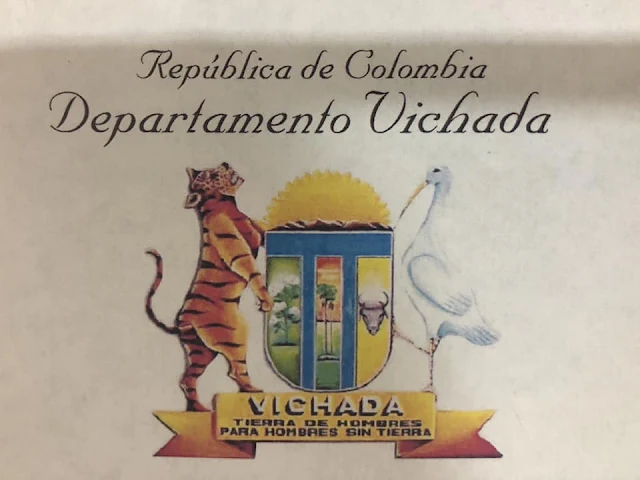 República de Colombia
Departamento Vichada
VICHADA
TIERRA DE HOMBRES
PARA HOMBRES SIN TIERRA